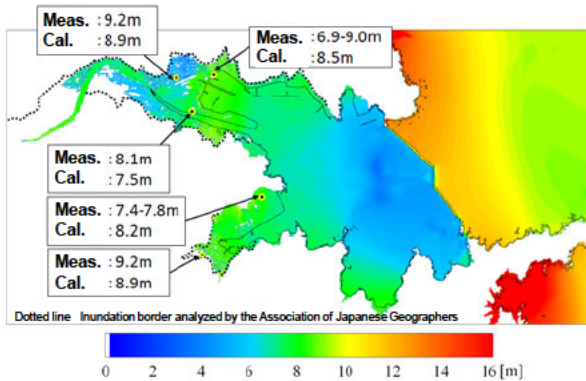 Meas. : 9.2m
Cal. : 8.9m
Meas. : 6.9-9.0m
Cal. : 8.5m
Meas. : 8.1m
Cal. : 7.5m
Meas. : 7.4-7.8m
Cal. : 8.2m
Meas. : 9.2m
Cal. : 8.9m
Dotted line Inundation border analyzed by the Association of Japanese Geographers
0 2 4 6 8 10 12 14 16 [m]